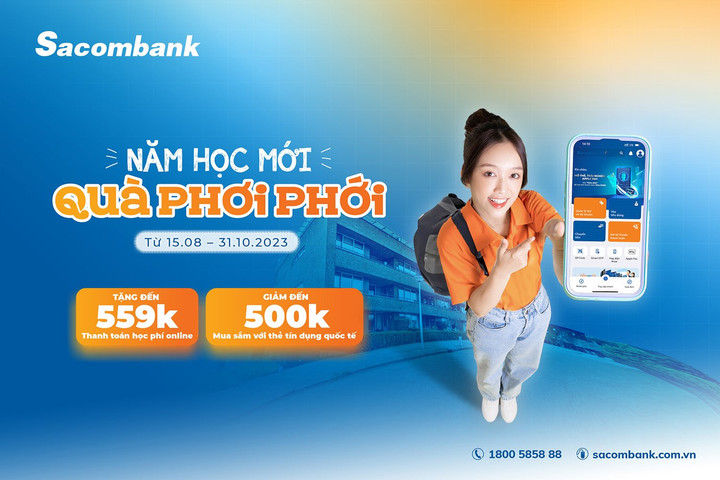 Sacombank
NĂM HỌC MỚI
QUÀ PHƠI PHỚI
Từ 15.08 – 31.10.2023
TẶNG ĐẾN
559k
Thanh toán học phí online
GIẢM ĐẾN
500k
Mua sắm với thẻ tín dụng quốc tế
1800 5858 88
sacombank.com.vn